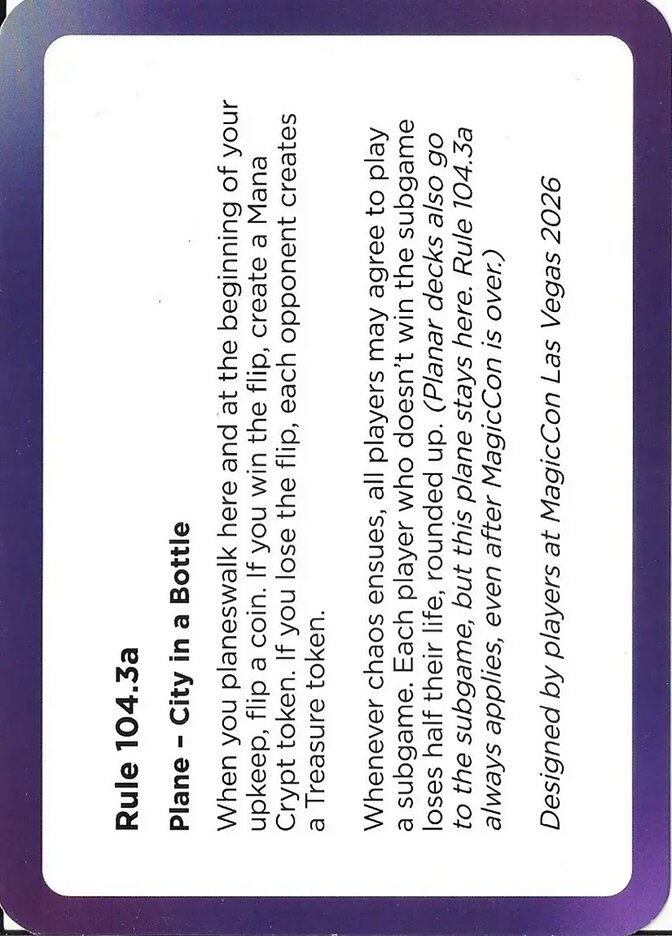 Rule 104.3a
Plane – City in a Bottle
When you planeswalk here and at the beginning of your
upkeep, flip a coin. If you win the flip, create a Mana
Crypt token. If you lose the flip, each opponent creates
a Treasure token.
Whenever chaos ensues, all players may agree to play
a subgame. Each player who doesn't win the subgame
loses half their life, rounded up. (Planar decks also go
to the subgame, but this plane stays here. Rule 104.3a
always applies, even after MagicCon is over.)
Designed by players at MagicCon Las Vegas 2026